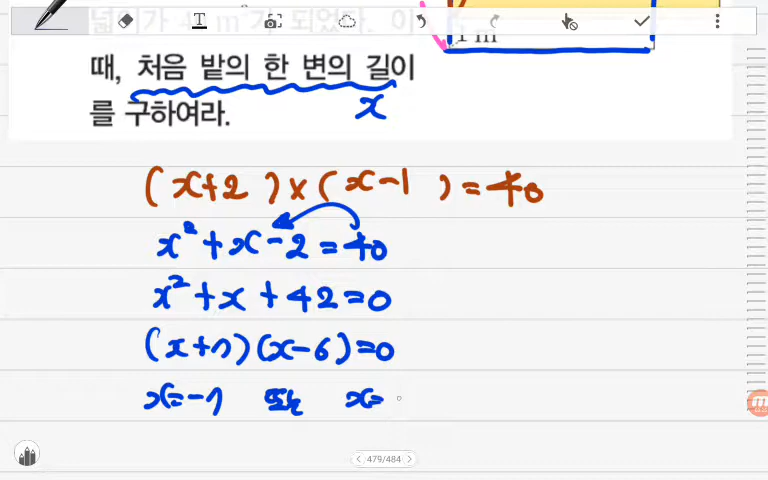 T
1 m
때, 처음 밭의 한 변의 길이
를 구하여라.
x
(x+2)×(x-1)=40
x²+x-2=40
x²+x+42=0
(x+7)(x-6)=0
x=-7 또는 x=
479/484